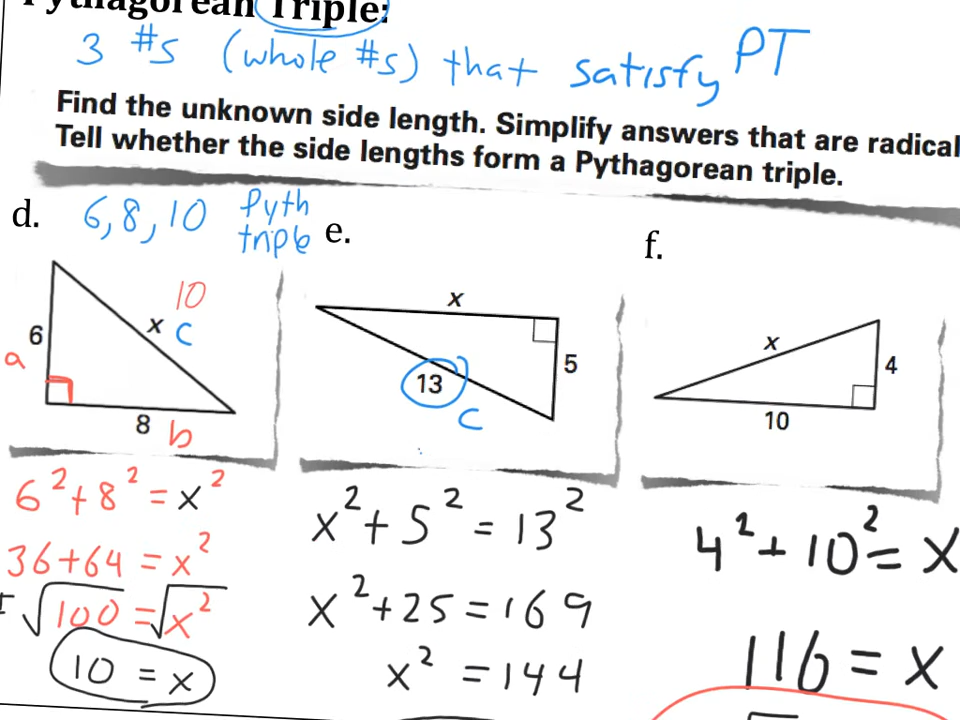 Pythagorean Triple:
3 #s (whole #s) that satisfy PT
Find the unknown side length. Simplify answers that are radical
Tell whether the side lengths form a Pythagorean triple.
d. 6, 8, 10 Pyth triple
6
a
10
x c
8 b
6² + 8² = x²
36 + 64 = x²
± √100 = √x²
10 = x
e.
x
13
c
5
x² + 5² = 13²
x² + 25 = 169
x² = 144
f.
x
4
10
4² + 10² = x
116 = x